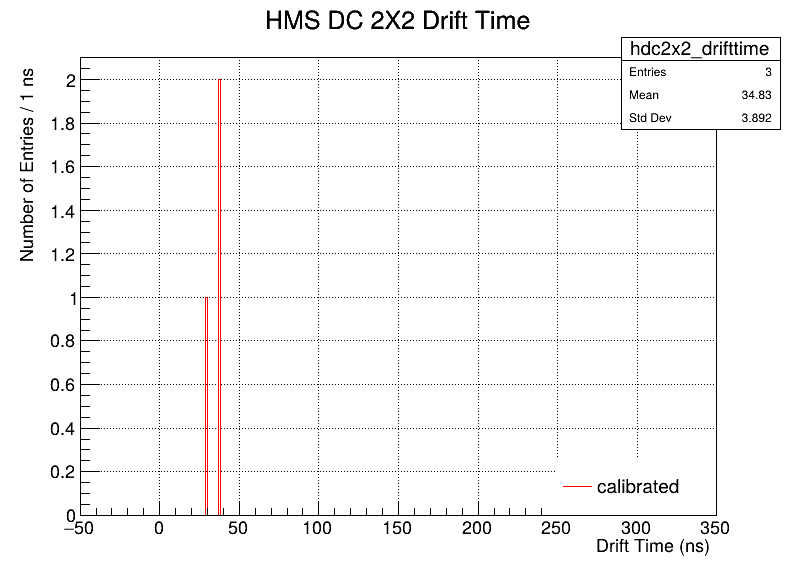 HMS DC 2X2 Drift Time
hdc2x2_drifttime
Entries 3
Mean 34.83
Std Dev 3.892
Number of Entries / 1 ns
2
1.8
1.6
1.4
1.2
1
0.8
0.6
0.4
0.2
0
calibrated
−50 0 50 100 150 200 250 300 350
Drift Time (ns)